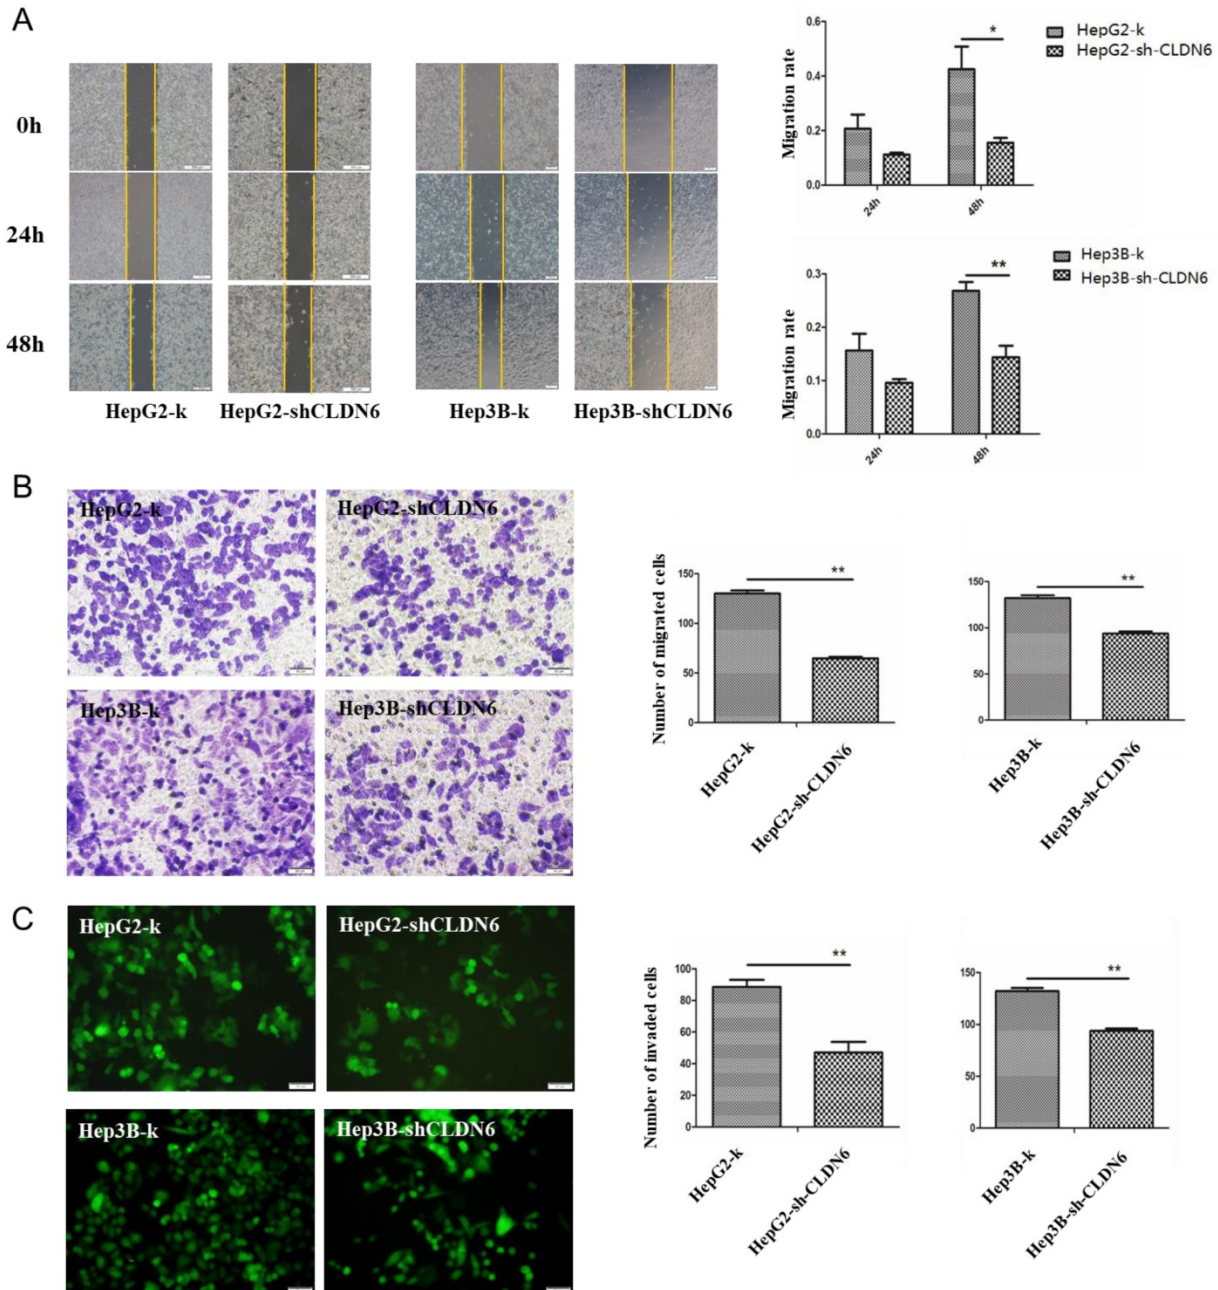 A
0h
24h
48h
HepG2-k
HepG2-shCLDN6
Hep3B-k
Hep3B-shCLDN6
Migration rate
0.6
0.4
0.2
0.0
24h
48h
*
HepG2-k
HepG2-sh-CLDN6
Migration rate
0.3
0.2
0.1
0.0
24h
48h
**
Hep3B-k
Hep3B-sh-CLDN6
B
HepG2-k
HepG2-shCLDN6
Hep3B-k
Hep3B-shCLDN6
Number of migrated cells
150
100
50
0
**
HepG2-k
HepG2-sh-CLDN6
150
100
50
0
**
Hep3B-k
Hep3B-sh-CLDN6
C
HepG2-k
HepG2-shCLDN6
Hep3B-k
Hep3B-shCLDN6
Number of invaded cells
100
80
60
40
20
0
**
HepG2-k
HepG2-sh-CLDN6
150
100
50
0
**
Hep3B-k
Hep3B-sh-CLDN6